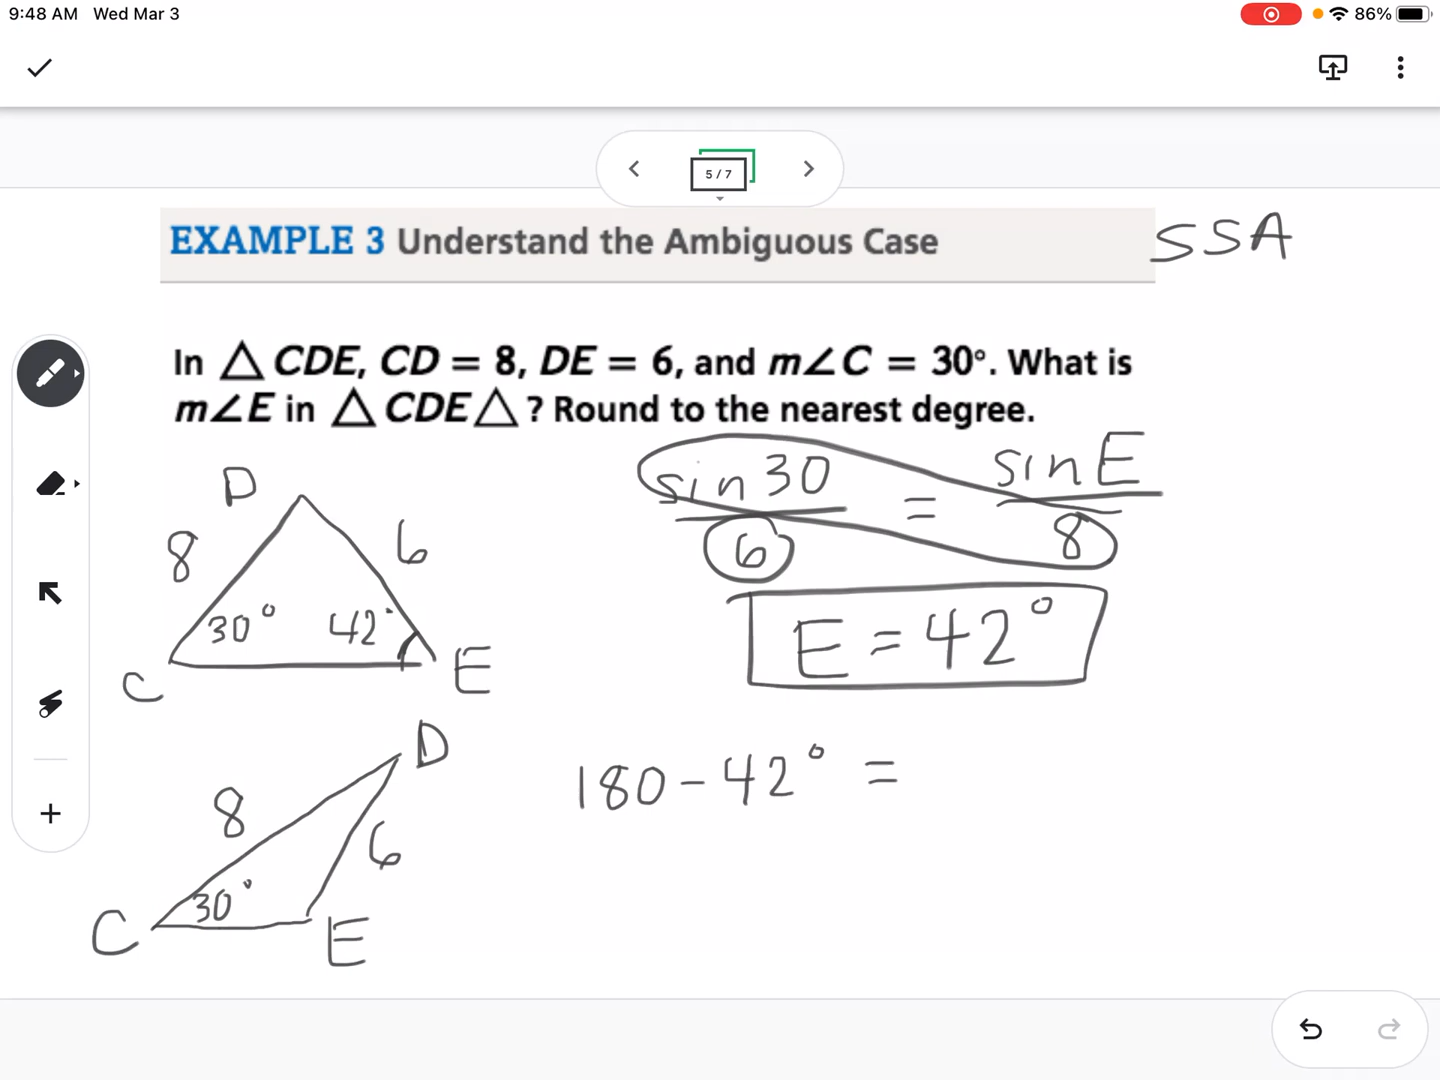 9:48 AM Wed Mar 3
86%
5 / 7
EXAMPLE 3 Understand the Ambiguous Case
SSA
In △ CDE, CD = 8, DE = 6, and m∠C = 30°. What is
m∠E in △ CDE△ ? Round to the nearest degree.
D
8
6
30° 42°
C
E
sin 30 = sin E
6 8
E = 42°
180 - 42° =
D
8
6
30°
C
E